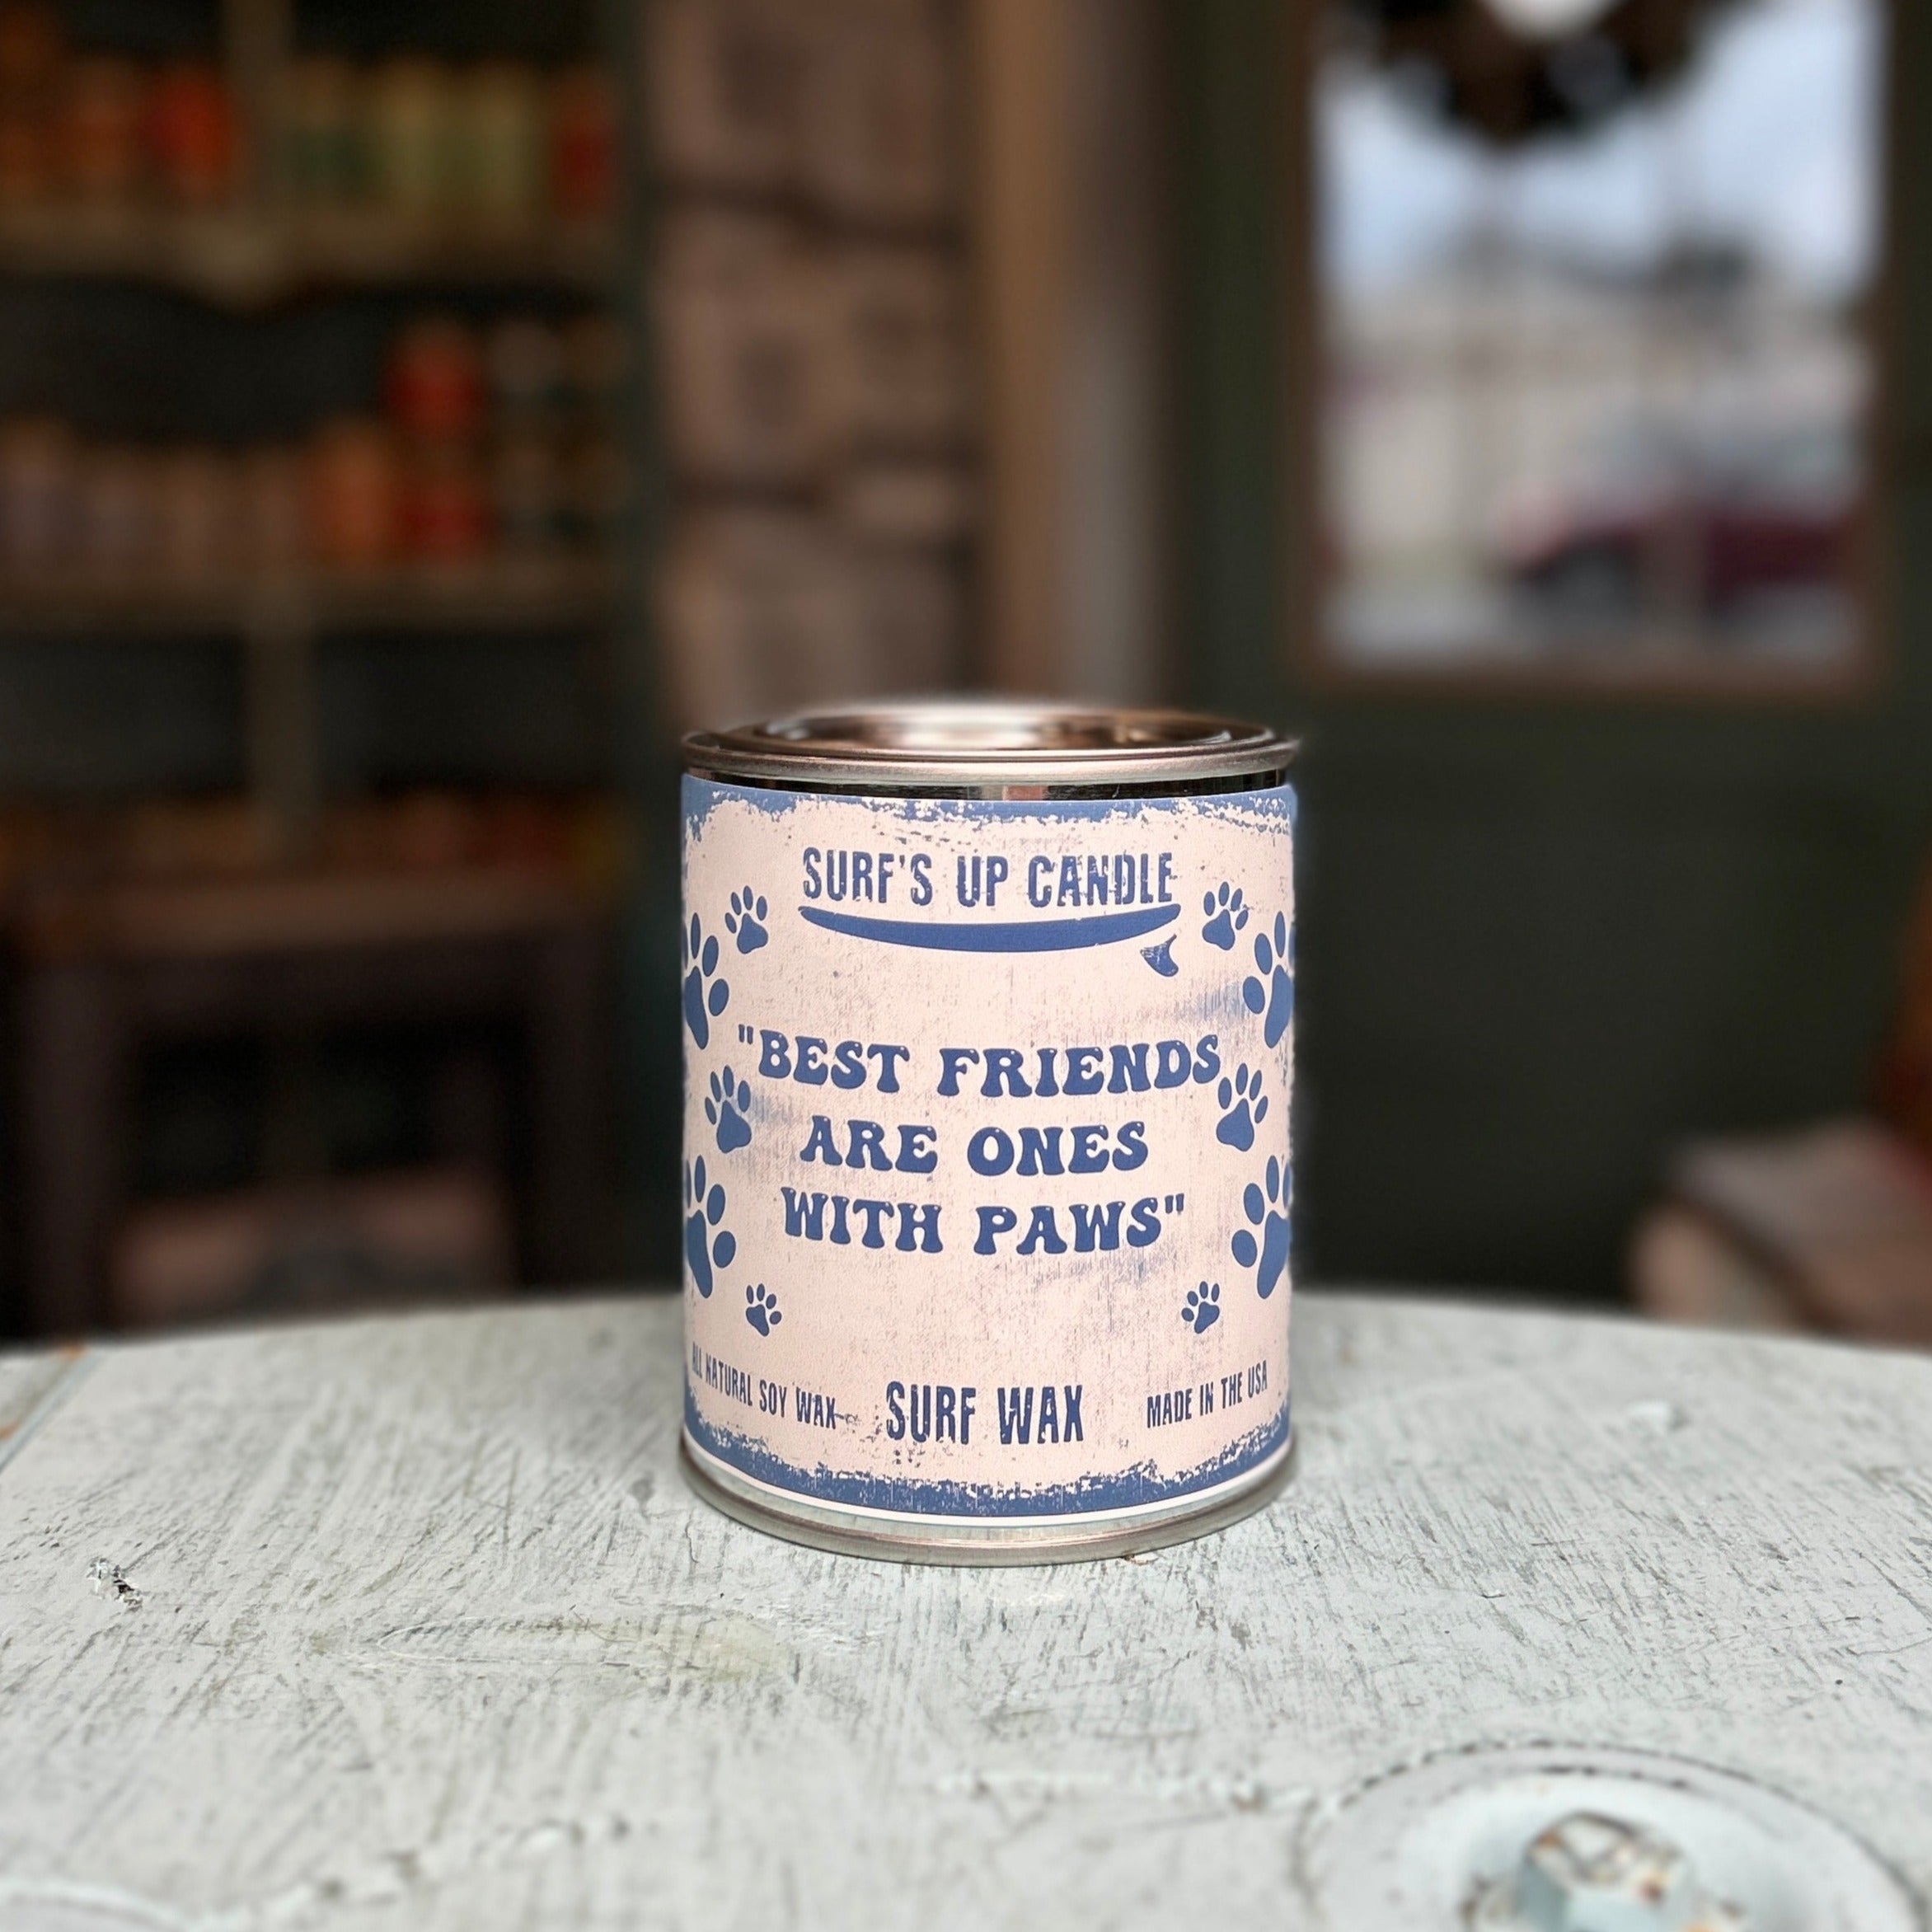 SURF'S UP CANDLE
"BEST FRIENDS
ARE ONES
WITH PAWS"
ALL NATURAL SOY WAX
SURF WAX
MADE IN THE USA